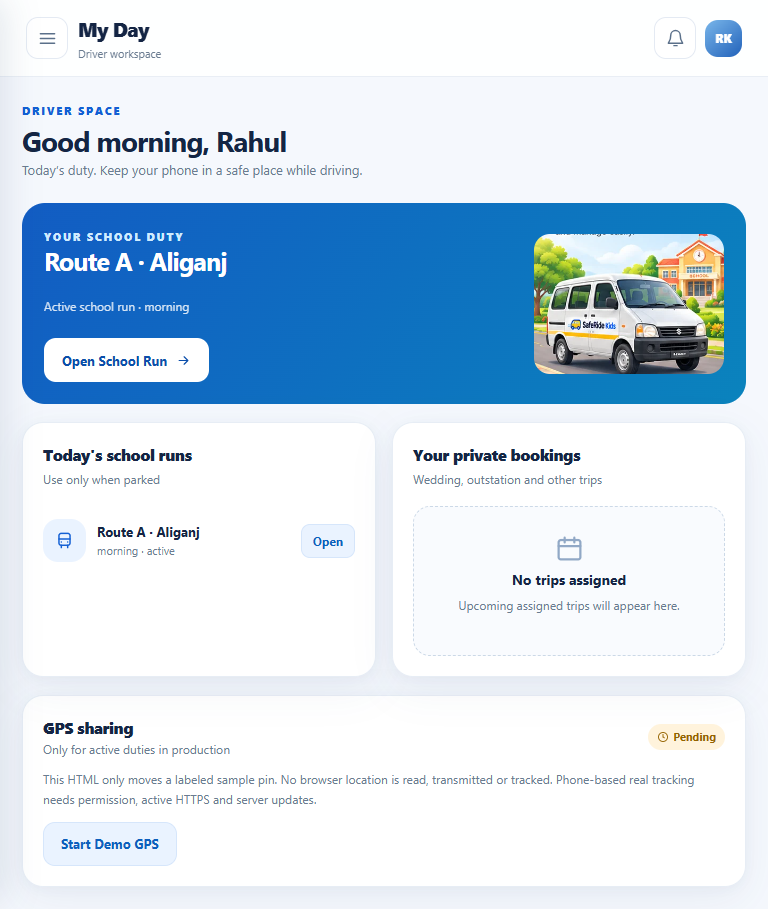 My Day
Driver workspace
RK
DRIVER SPACE
Good morning, Rahul
Today's duty. Keep your phone in a safe place while driving.
YOUR SCHOOL DUTY
Route A · Aliganj
Active school run · morning
Open School Run →
SCHOOL
SafeRide Kids
Today's school runs
Use only when parked
Route A · Aliganj
morning · active
Open
Your private bookings
Wedding, outstation and other trips
No trips assigned
Upcoming assigned trips will appear here.
GPS sharing
Only for active duties in production
Pending
This HTML only moves a labeled sample pin. No browser location is read, transmitted or tracked. Phone-based real tracking
needs permission, active HTTPS and server updates.
Start Demo GPS